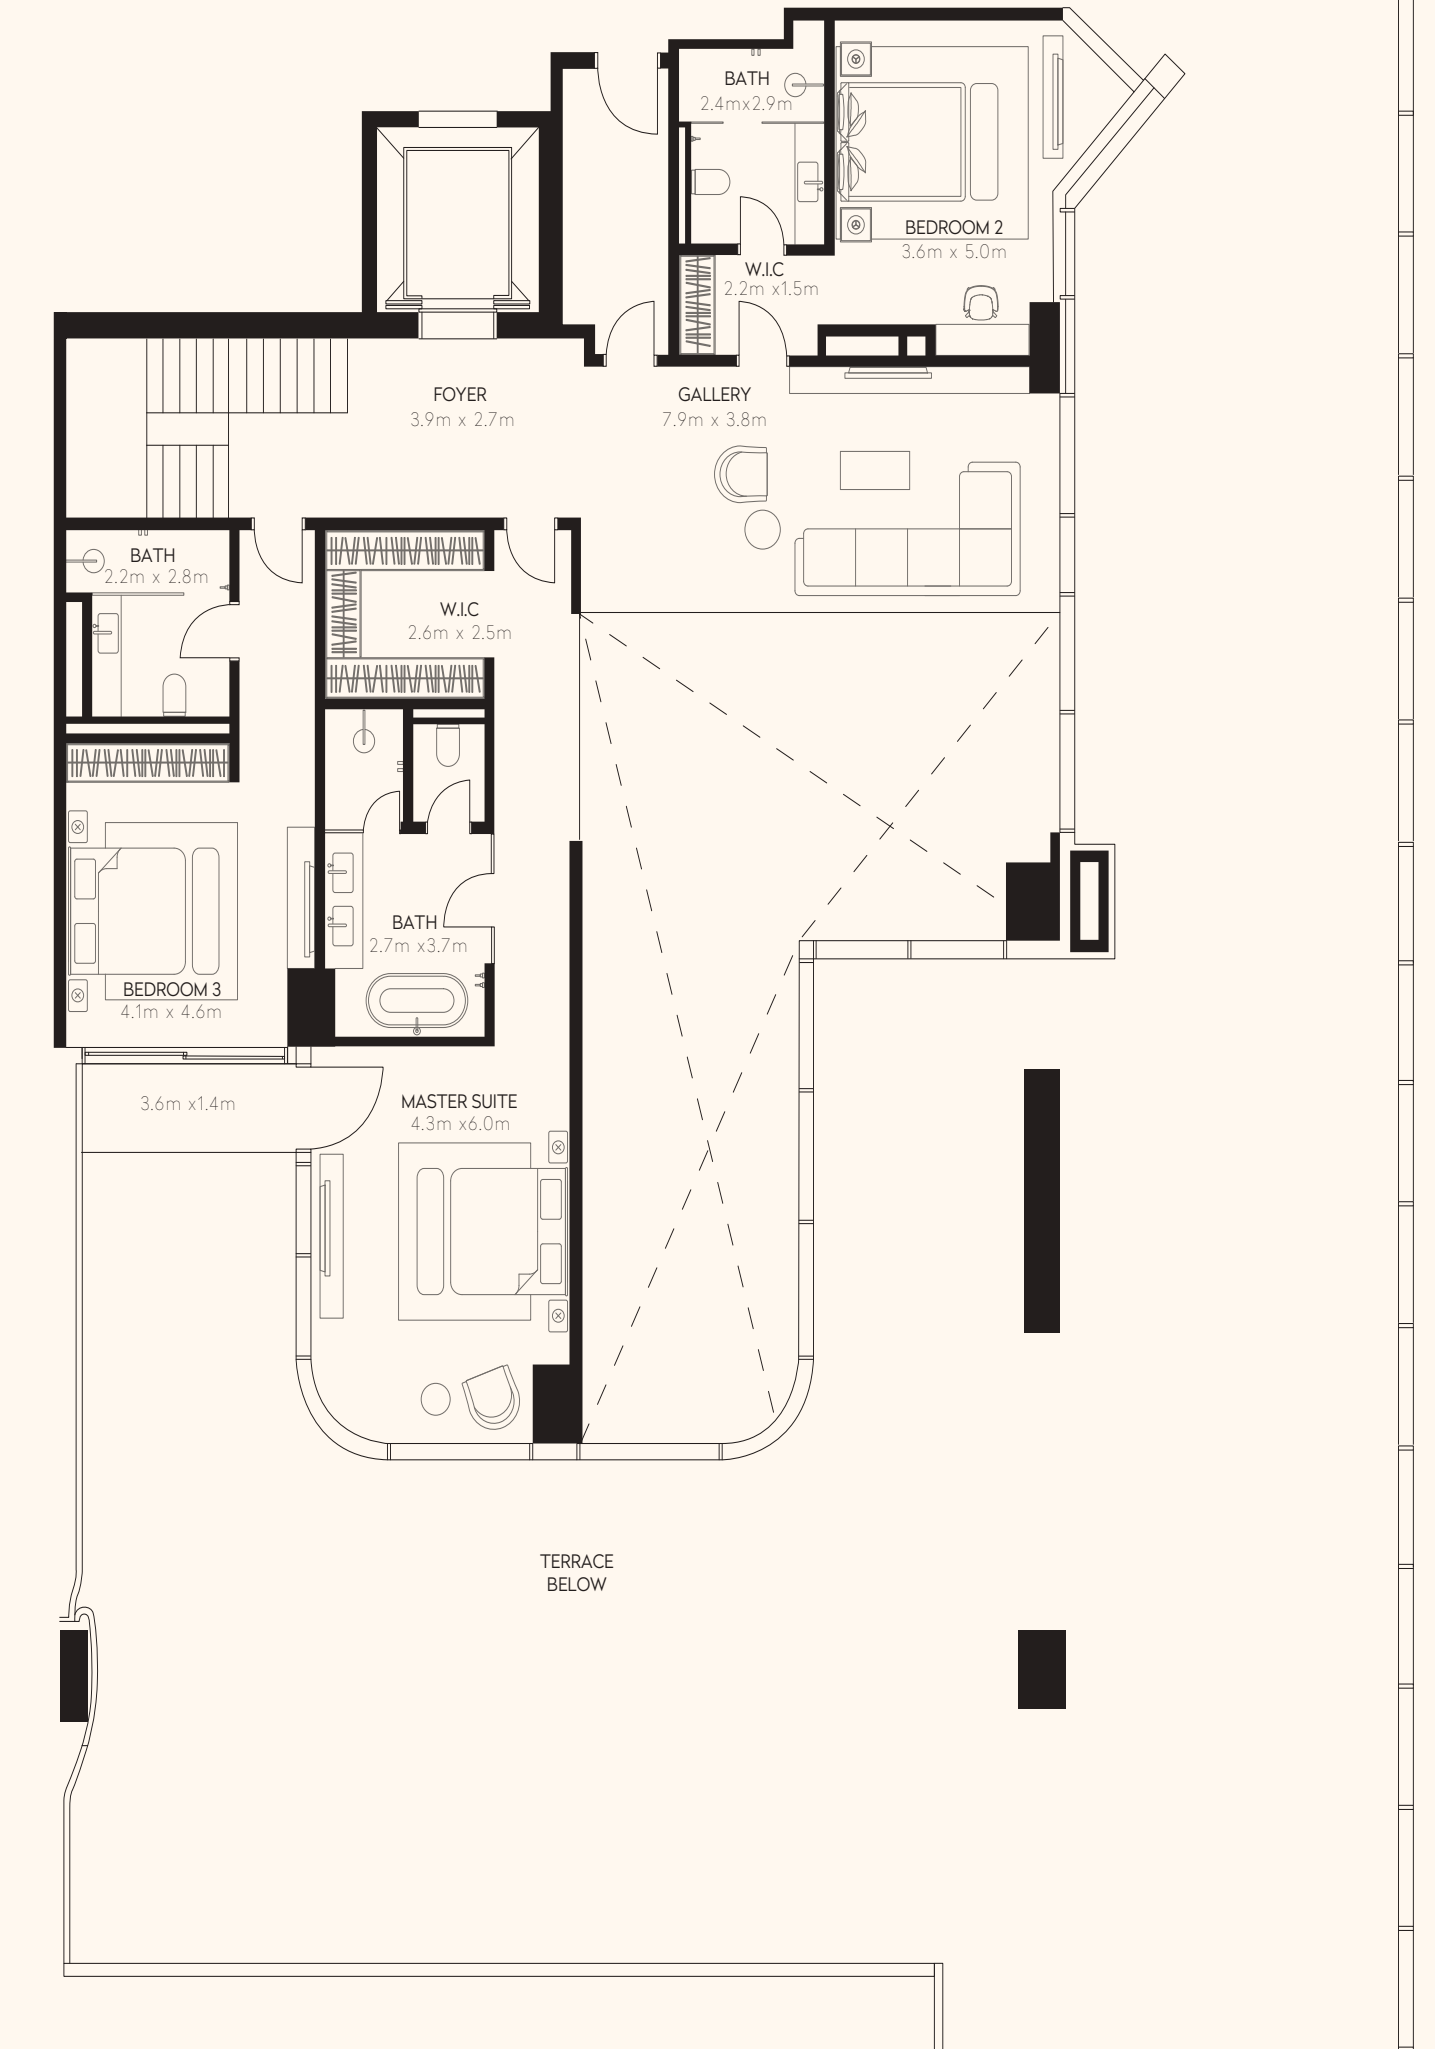 BATH
2.4mx2.9m
BEDROOM 2
3.6m x 5.0m
W.I.C
2.2m x1.5m
FOYER
3.9m x 2.7m
GALLERY
7.9m x 3.8m
BATH
2.2m x 2.8m
W.I.C
2.6m x 2.5m
BATH
2.7m x3.7m
BEDROOM 3
4.1m x 4.6m
3.6m x1.4m
MASTER SUITE
4.3m x6.0m
TERRACE
BELOW